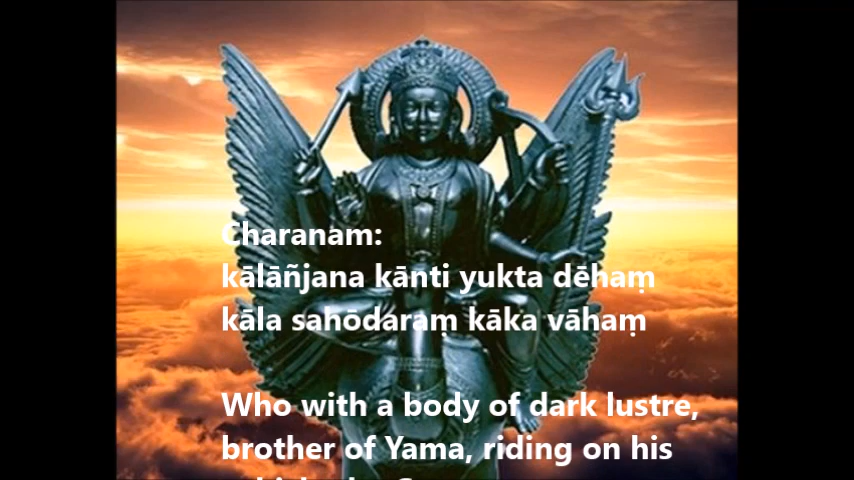 Charanam:
kālāñjana kānti yukta dēhaṃ
kāla sahōdaraṃ kāka vāhaṃ
Who with a body of dark lustre,
brother of Yama, riding on his